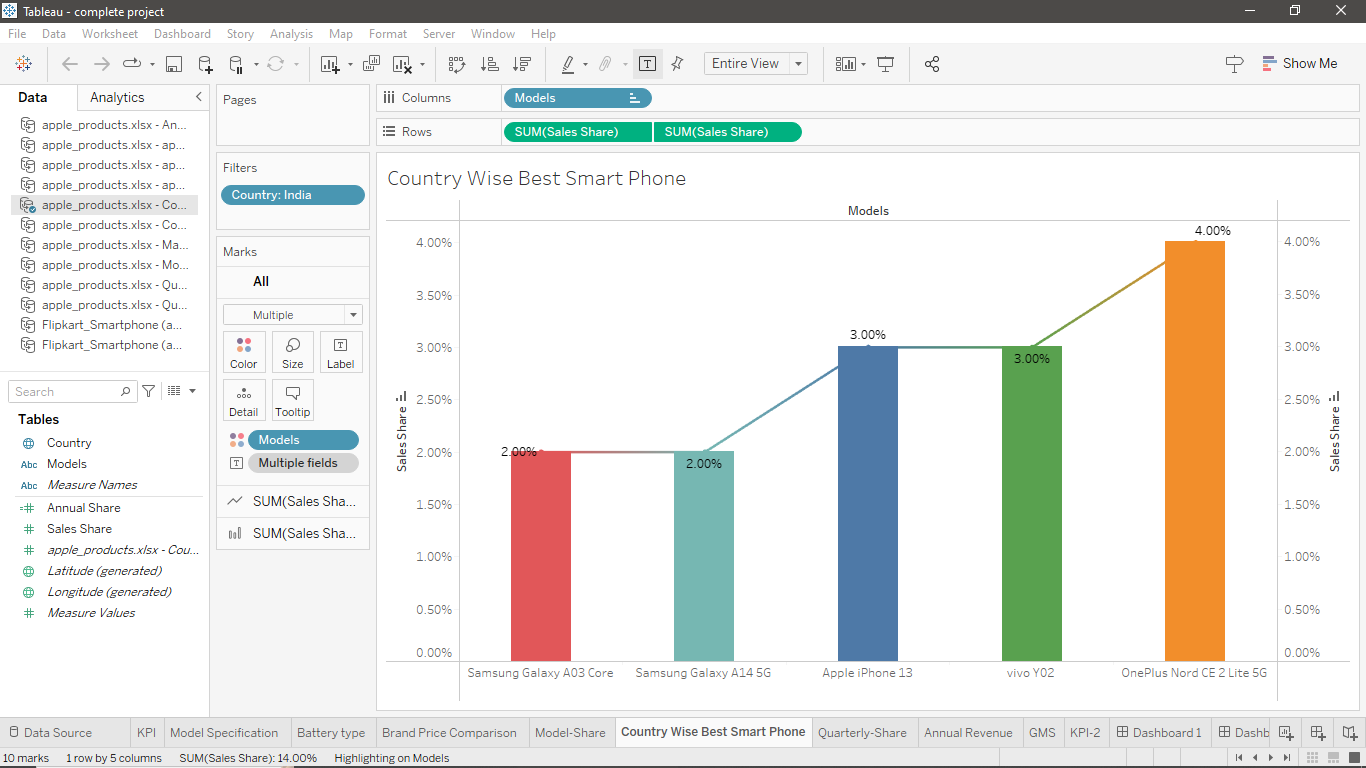 Tableau - complete project
File Data Worksheet Dashboard Story Analysis Map Format Server Window Help
Entire View
Show Me
Data Analytics
apple_products.xlsx - An...
apple_products.xlsx - ap...
apple_products.xlsx - ap...
apple_products.xlsx - ap...
apple_products.xlsx - Co...
apple_products.xlsx - Co...
apple_products.xlsx - Ma...
apple_products.xlsx - Mo...
apple_products.xlsx - Qu...
apple_products.xlsx - Qu...
Flipkart_Smartphone (a...
Flipkart_Smartphone (a...
Search
Tables
Country
Abc Models
Abc Measure Names
Annual Share
Sales Share
apple_products.xlsx - Cou...
Latitude (generated)
Longitude (generated)
Measure Values
Pages
Filters
Country: India
Marks
All
Multiple
Color Size Label
Detail Tooltip
Models
Multiple fields
SUM(Sales Sha...
SUM(Sales Sha...
Columns Models
Rows SUM(Sales Share) SUM(Sales Share)
Country Wise Best Smart Phone
Models
Sales Share
4.00%
3.50%
3.00%
2.50%
2.00%
1.50%
1.00%
0.50%
0.00%
2.00%
2.00%
3.00%
3.00%
4.00%
4.00%
3.50%
3.00%
2.50%
2.00%
1.50%
1.00%
0.50%
0.00%
Sales Share
Samsung Galaxy A03 Core Samsung Galaxy A14 5G Apple iPhone 13 vivo Y02 OnePlus Nord CE 2 Lite 5G
Data Source KPI Model Specification Battery type Brand Price Comparison Model-Share Country Wise Best Smart Phone Quarterly-Share Annual Revenue GMS KPI-2 Dashboard 1 Dashb
10 marks 1 row by 5 columns SUM(Sales Share): 14.00% Highlighting on Models